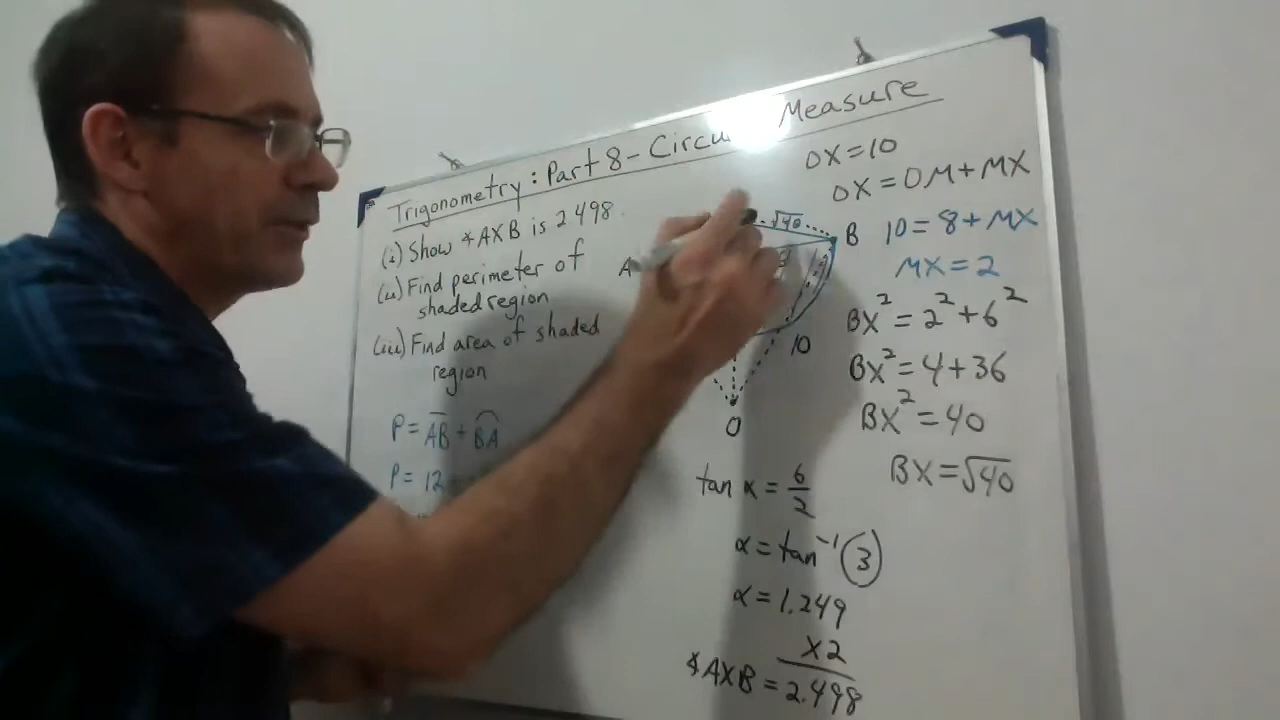 Trigonometry: Part 8 - Circu Measure
(i) Show ∡AXB is 2.498.
(ii) Find perimeter of
shaded region
(iii) Find area of shaded
region
P = AB + BA
P = 12
A
√40
B
10
O
OX = 10
OX = OM + MX
10 = 8 + MX
MX = 2
BX² = 2² + 6²
BX² = 4 + 36
BX² = 40
BX = √40
tan α = 6/2
α = tan⁻¹(3)
α = 1.249
x2
∡AXB = 2.498